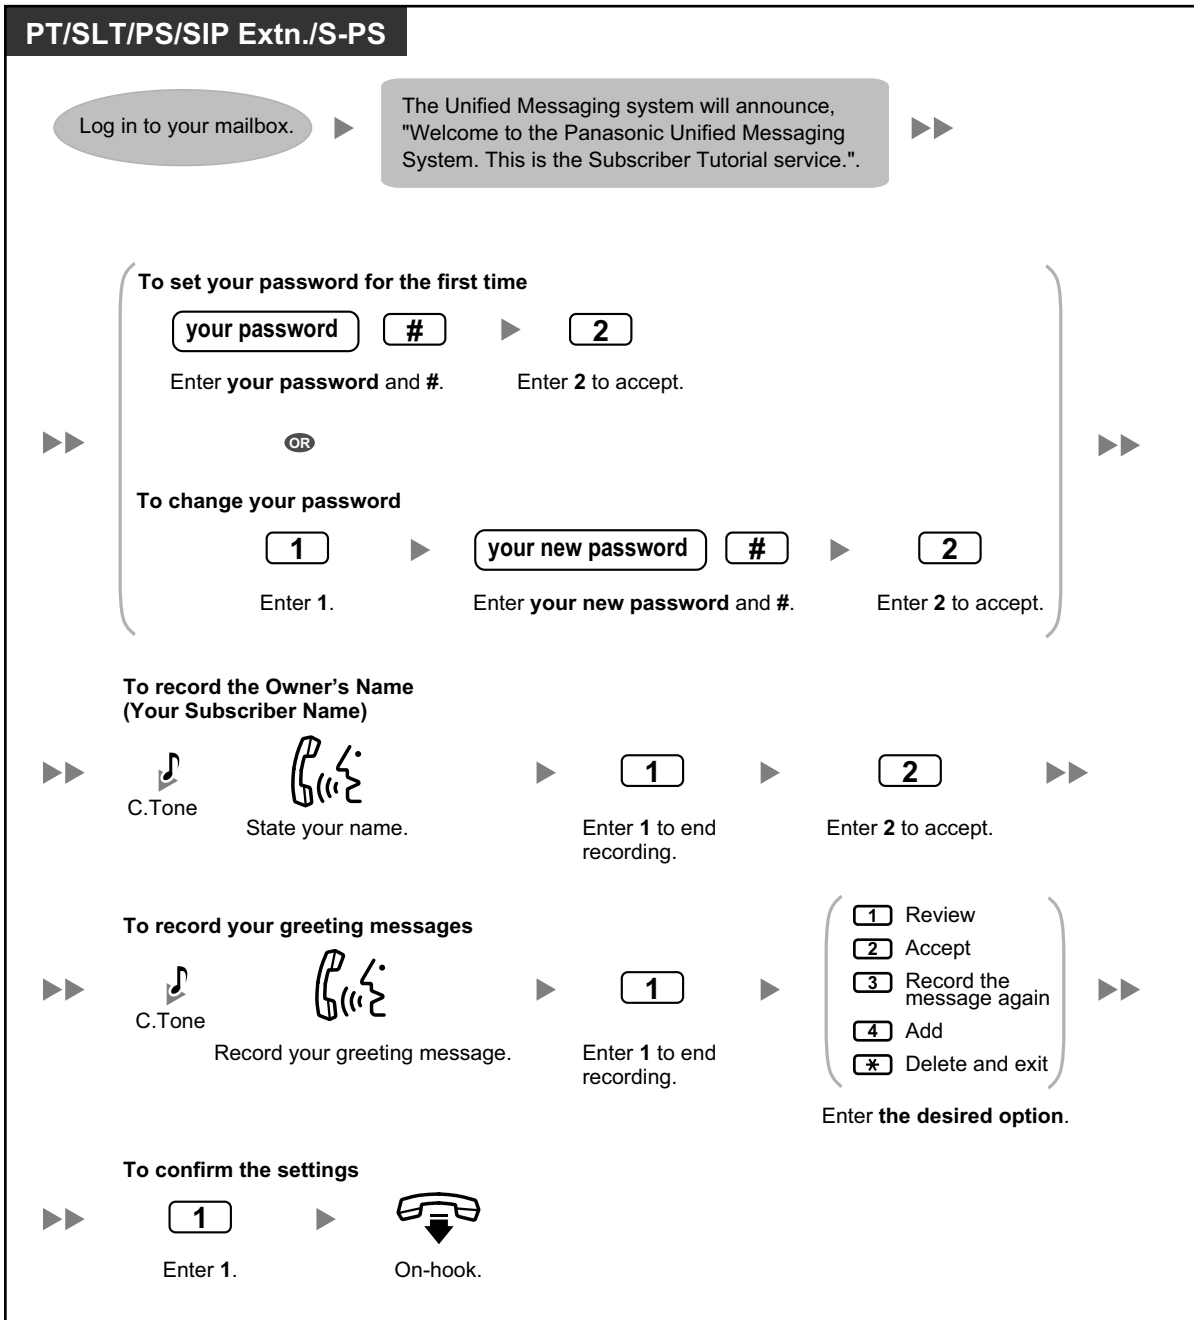 PT/SLT/PS/SIP Extn./S-PS
Log in to your mailbox.
The Unified Messaging system will announce,
"Welcome to the Panasonic Unified Messaging
System. This is the Subscriber Tutorial service.".
To set your password for the first time
your password # 2
Enter your password and #. Enter 2 to accept.
OR
To change your password
1 your new password # 2
Enter 1. Enter your new password and #. Enter 2 to accept.
To record the Owner's Name
(Your Subscriber Name)
1 2
C.Tone
State your name. Enter 1 to end
recording.
Enter 2 to accept.
To record your greeting messages
C.Tone
Record your greeting message.
1
Enter 1 to end
recording.
1 Review
2 Accept
3 Record the
message again
4 Add
* Delete and exit
Enter the desired option.
To confirm the settings
1
Enter 1. On-hook.